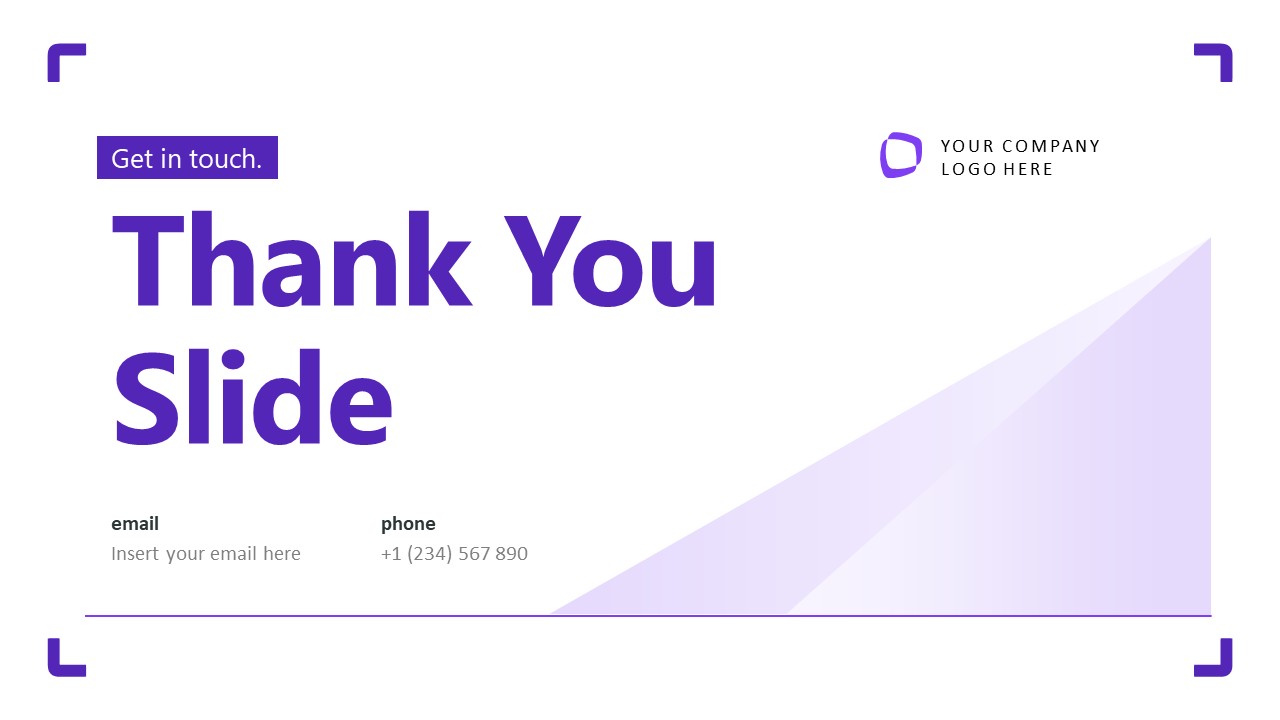 Get in touch.
YOUR COMPANY
LOGO HERE
Thank You
Slide
email
Insert your email here
phone
+1 (234) 567 890